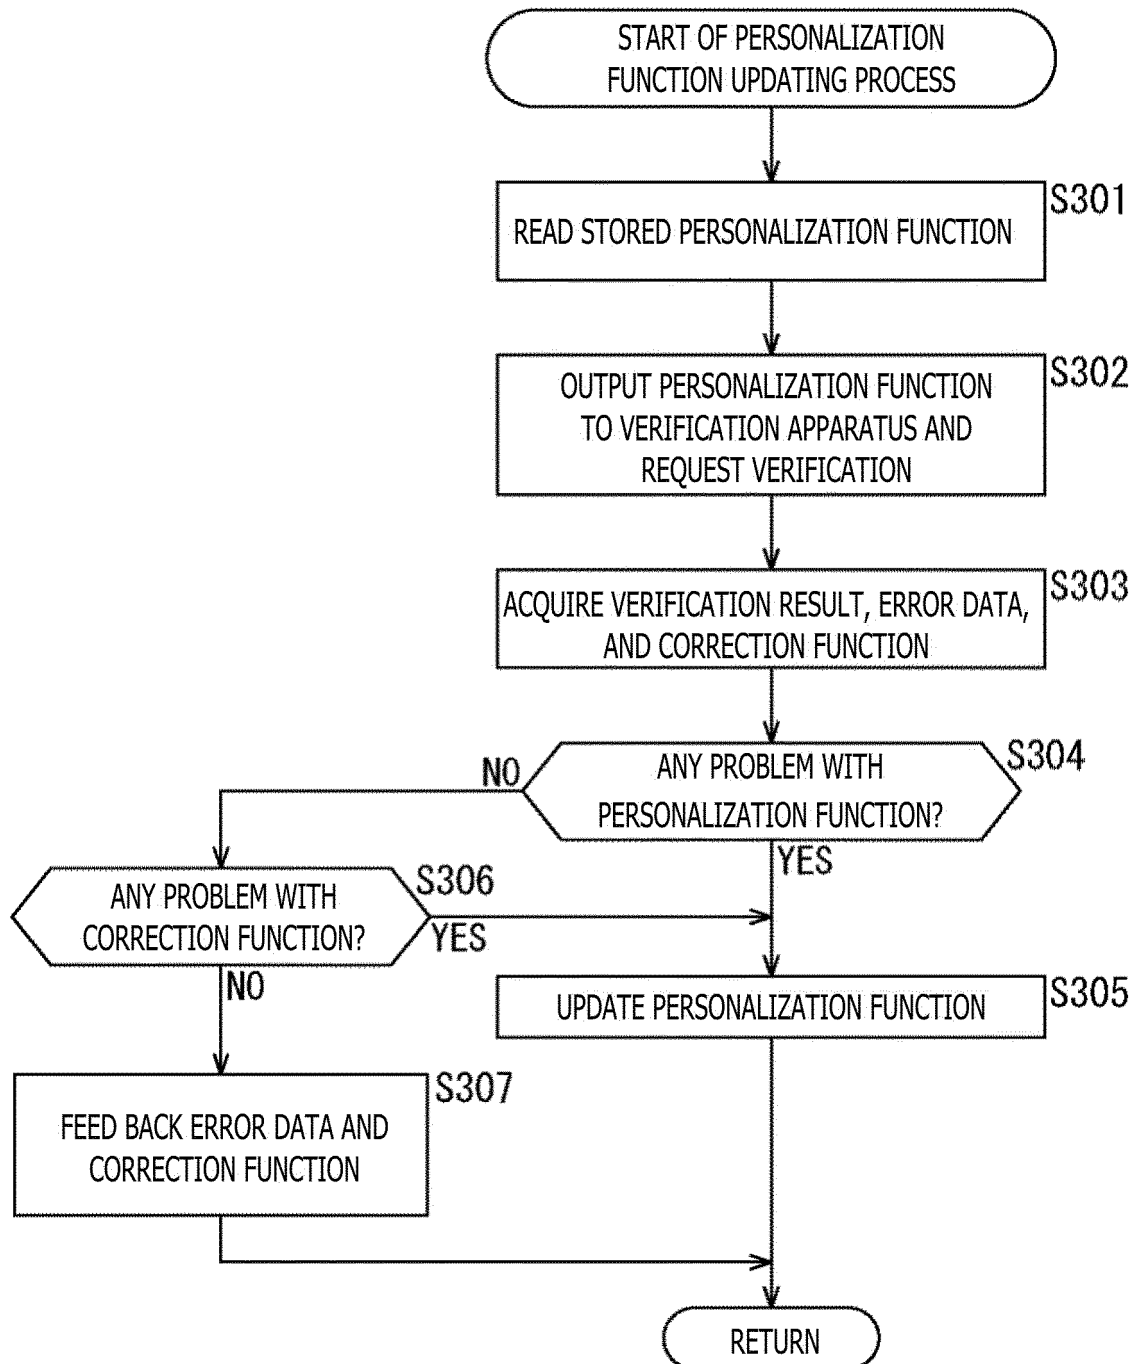 START OF PERSONALIZATION
FUNCTION UPDATING PROCESS
S301
READ STORED PERSONALIZATION FUNCTION
S302
OUTPUT PERSONALIZATION FUNCTION
TO VERIFICATION APPARATUS AND
REQUEST VERIFICATION
S303
ACQUIRE VERIFICATION RESULT, ERROR DATA,
AND CORRECTION FUNCTION
S304
ANY PROBLEM WITH
PERSONALIZATION FUNCTION?
NO
YES
S306
ANY PROBLEM WITH
CORRECTION FUNCTION?
YES
NO
S305
UPDATE PERSONALIZATION FUNCTION
S307
FEED BACK ERROR DATA AND
CORRECTION FUNCTION
RETURN